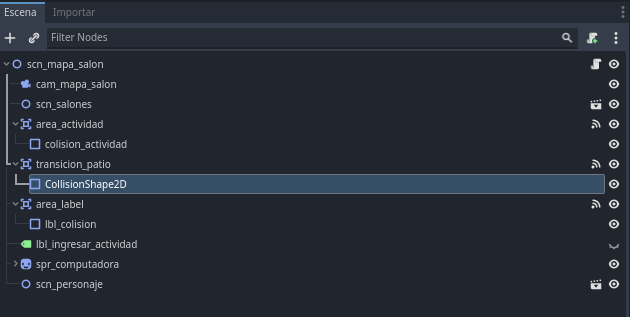 Escena Importar
Filter Nodes
scn_mapa_salon
cam_mapa_salon
scn_salones
area_actividad
colision_actividad
transicion_patio
CollisionShape2D
area_label
lbl_colision
lbl_ingresar_actividad
spr_computadora
scn_personaje